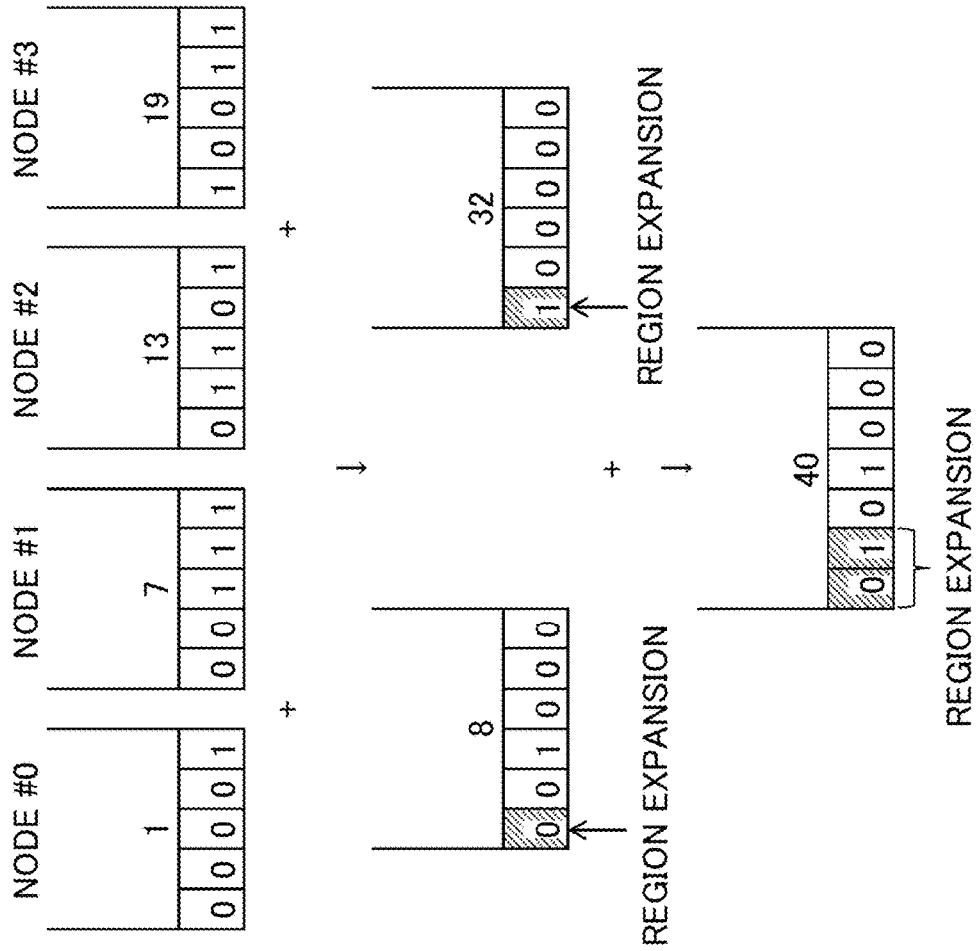 NODE #0 NODE #1 NODE #2 NODE #3
1 7 13 19
0 0 0 0 1 0 0 1 1 1 0 1 1 0 1 1 0 0 1 1
+ +
↓
8 32
0 0 1 0 0 0 1 0 0 0 0 0
+
REGION EXPANSION REGION EXPANSION
↓
40
0 1 0 1 0 0 0
REGION EXPANSION